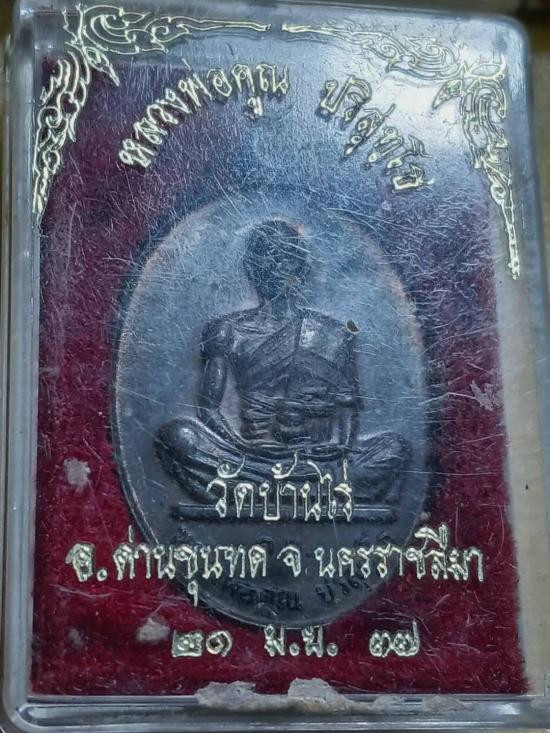 หลวงพ่อคูณ ปริสุทฺโธ
วัดบ้านไร่
อ.ด่านขุนทด จ.นครราชสีมา
๒๑ ม.ย. ๓๗